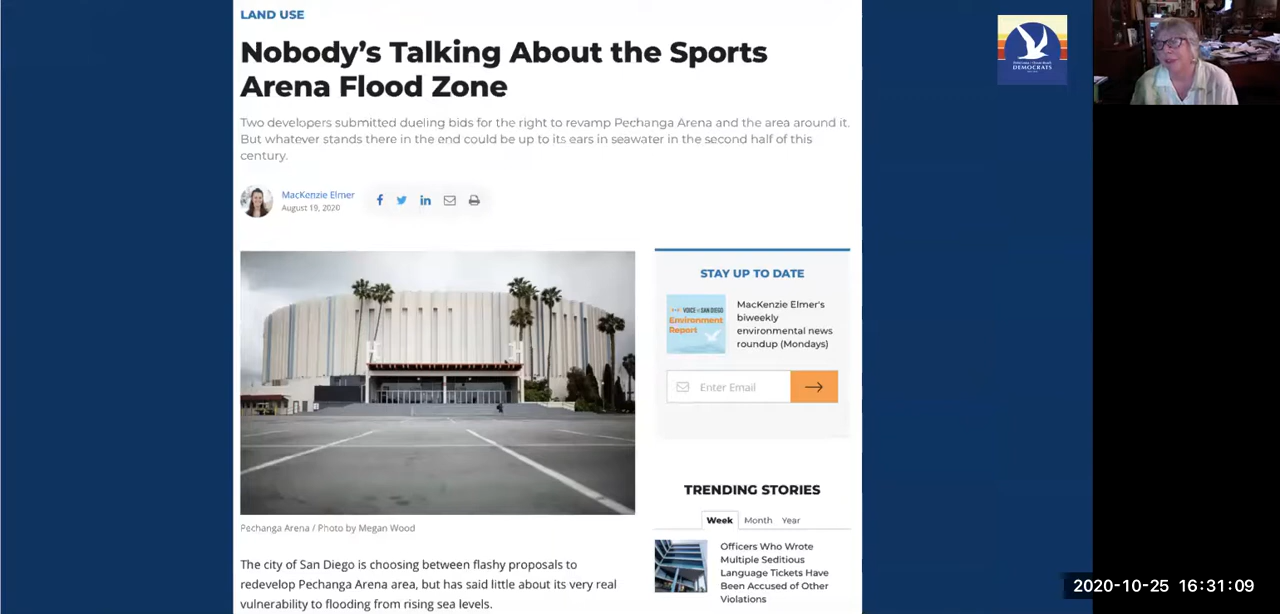 LAND USE
Nobody's Talking About the Sports
Arena Flood Zone
Two developers submitted dueling bids for the right to revamp Pechanga Arena and the area around it.
But whatever stands there in the end could be up to its ears in seawater in the second half of this
century.
MacKenzie Elmer
August 19, 2020
STAY UP TO DATE
VOICE of SAN DIEGO
Environment
Report
MacKenzie Elmer's
biweekly
environmental news
roundup (Mondays)
Enter Email
Pechanga Arena / Photo by Megan Wood
TRENDING STORIES
Week Month Year
Officers Who Wrote
Multiple Seditious
Language Tickets Have
Been Accused of Other
Violations
The city of San Diego is choosing between flashy proposals to
redevelop Pechanga Arena area, but has said little about its very real
vulnerability to flooding from rising sea levels.
DEMOCRATS
2020-10-25 16:31:09